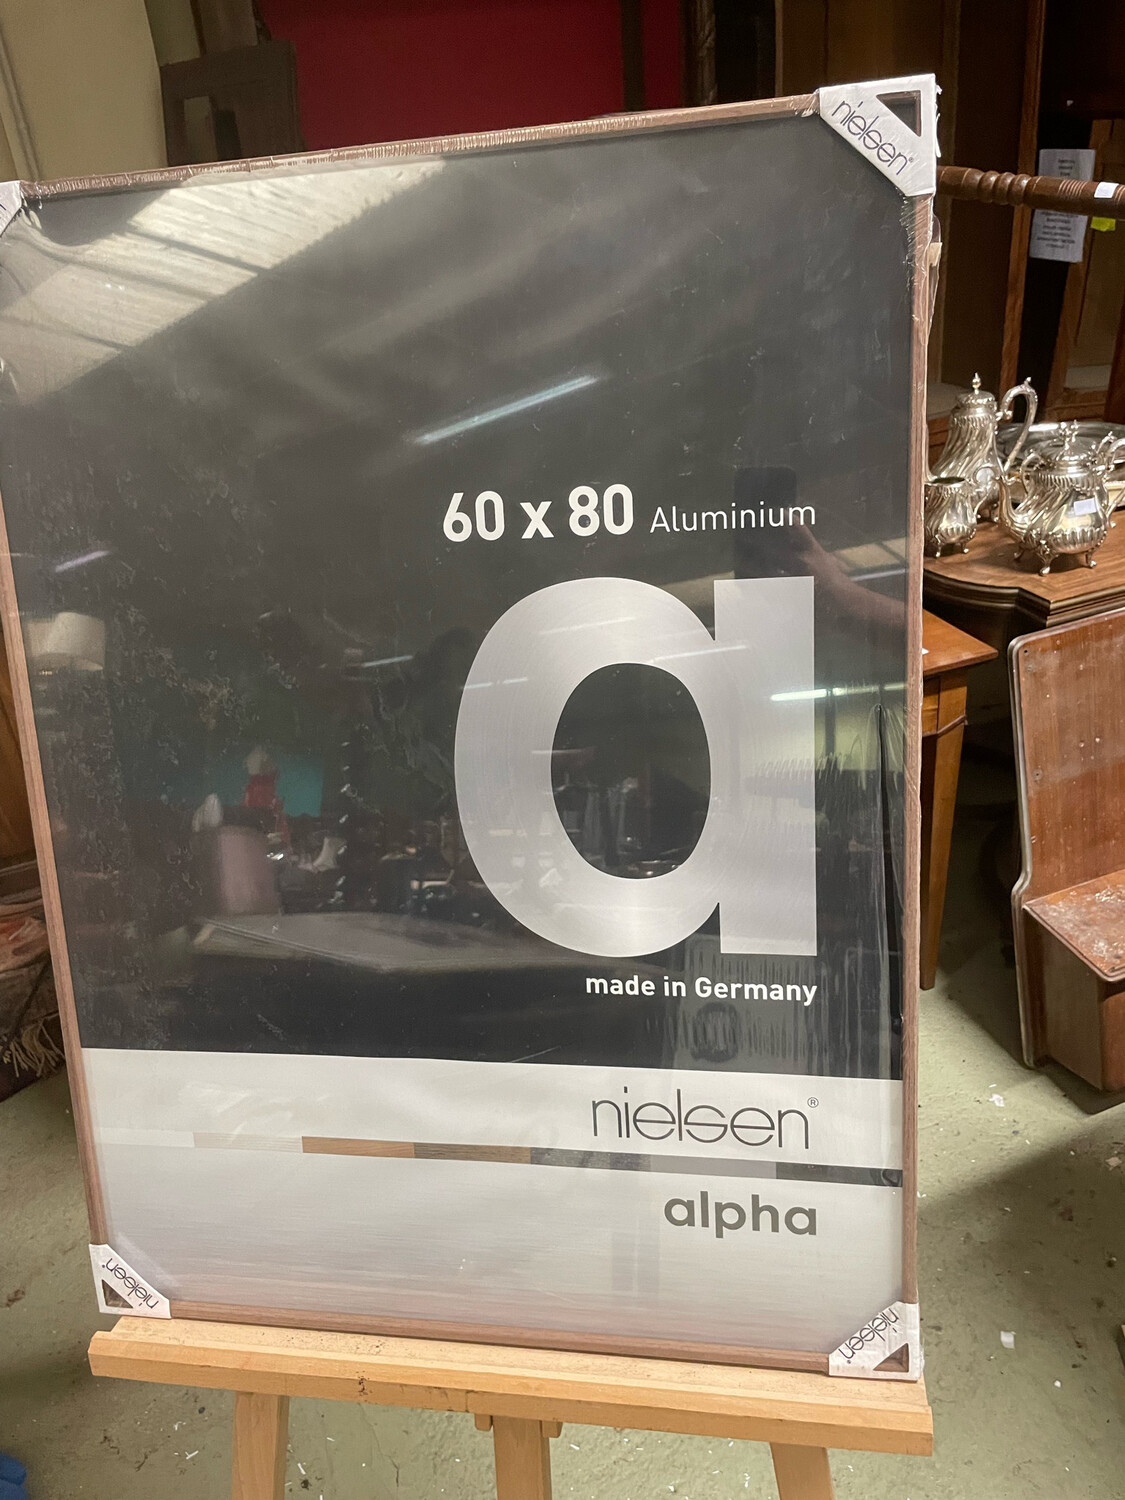 nielsen®
60 x 80 Aluminium
a
made in Germany
nielsen®
alpha
nielsen®
nielsen®